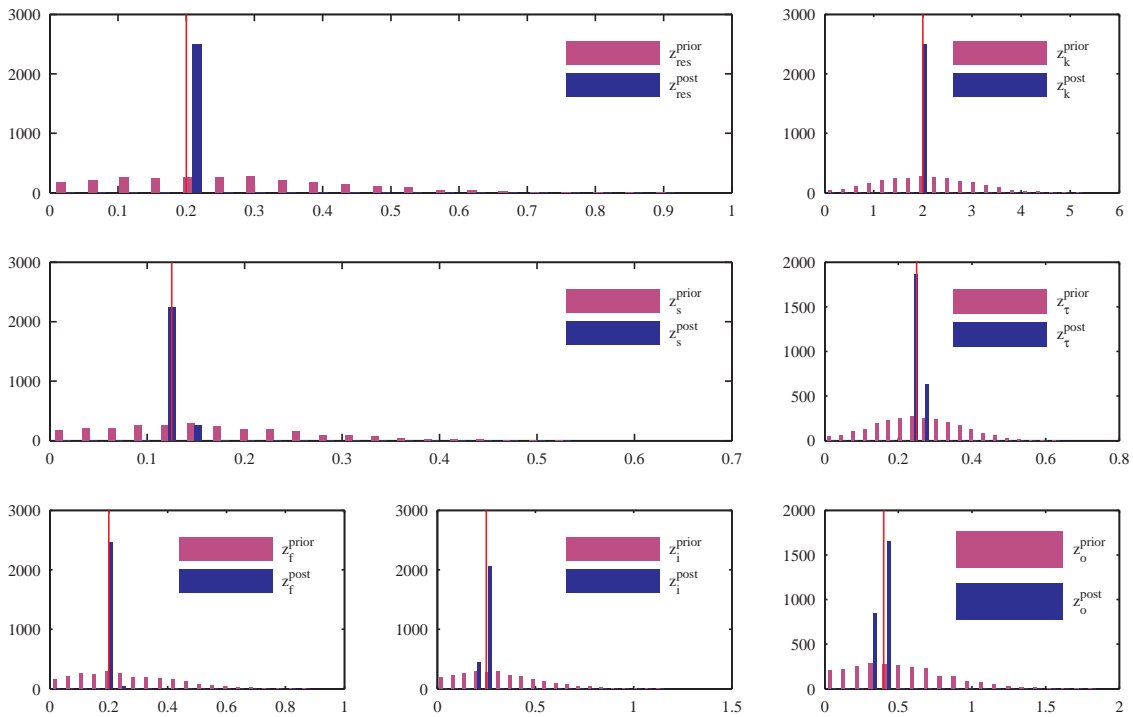 3000
2000
1000
0
0 0.1 0.2 0.3 0.4 0.5 0.6 0.7 0.8 0.9 1
z_res^prior
z_res^post
3000
2000
1000
0
0 1 2 3 4 5 6
z_k^prior
z_k^post
3000
2000
1000
0
0 0.1 0.2 0.3 0.4 0.5 0.6 0.7
z_s^prior
z_s^post
2000
1500
1000
500
0
0 0.2 0.4 0.6 0.8
z_τ^prior
z_τ^post
3000
2000
1000
0
0 0.2 0.4 0.6 0.8 1
z_f^prior
z_f^post
3000
2000
1000
0
0 0.5 1 1.5
z_i^prior
z_i^post
2000
1500
1000
500
0
0 0.5 1 1.5 2
z_o^prior
z_o^post